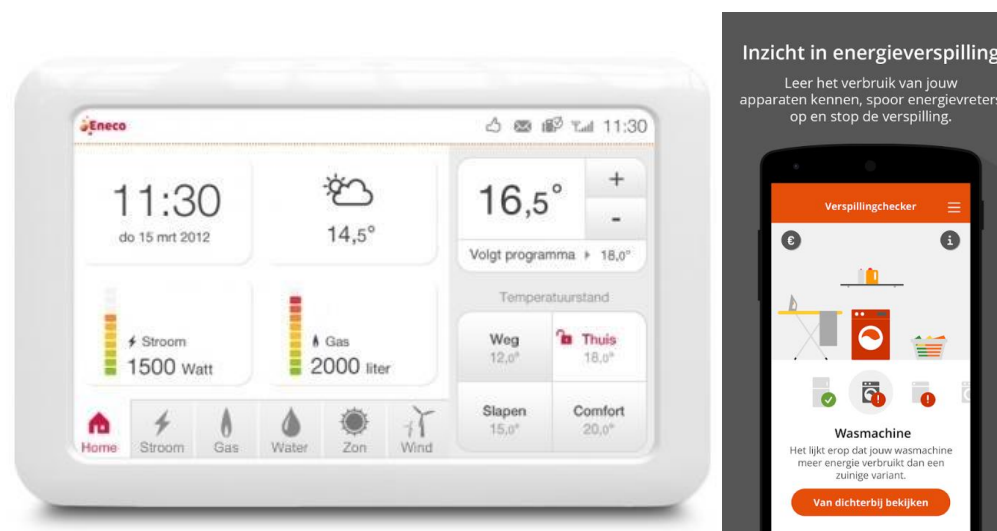 Eneco
11:30
11:30
do 15 mrt 2012
14,5°
16,5°
+
-
Volgt programma 18,0°
Temperatuurstand
Stroom
1500 Watt
Gas
2000 liter
Weg
12,0°
Thuis
18,0°
Slapen
15,0°
Comfort
20,0°
Home
Stroom
Gas
Water
Zon
Wind
Inzicht in energieverspilling
Leer het verbruik van jouw
apparaten kennen, spoor energievreters
op en stop de verspilling.
Verspillingchecker
€
i
!
!
Wasmachine
Het lijkt erop dat jouw wasmachine
meer energie verbruikt dan een
zuinige variant.
Van dichterbij bekijken